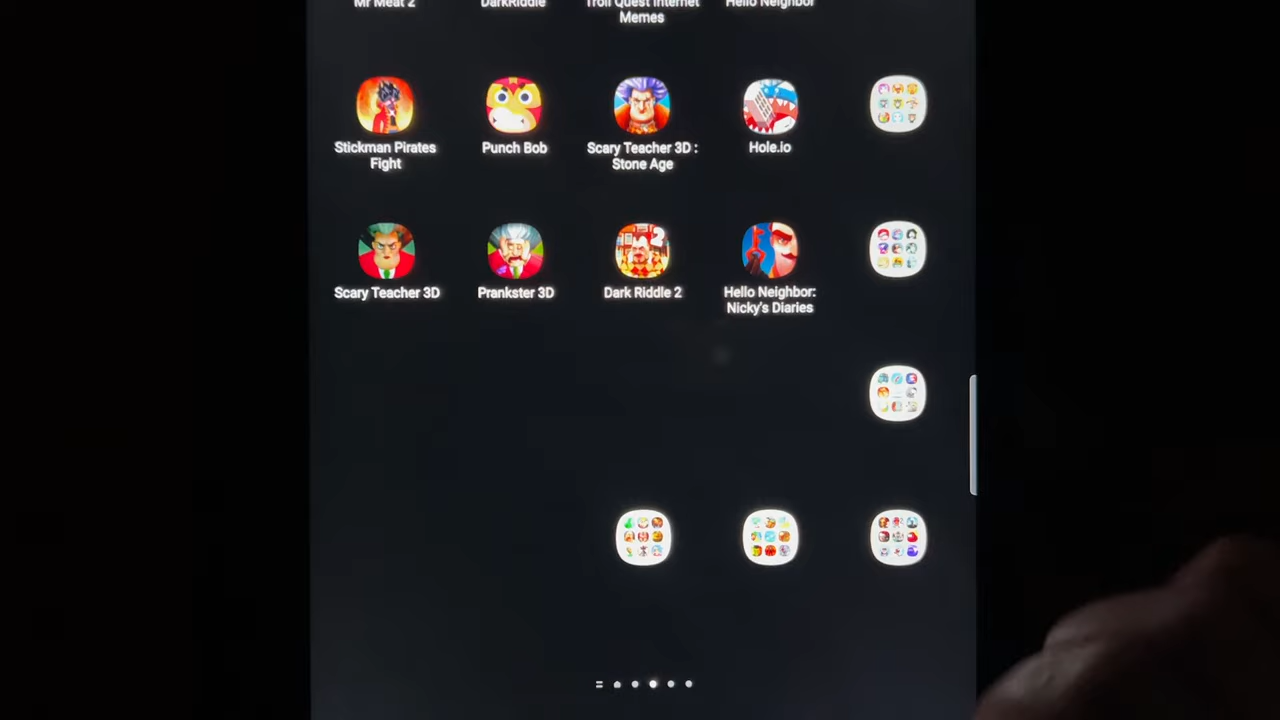 Mr Meat 2
DarkRiddle
Troll Quest Internet
Memes
Hello Neighbor
Stickman Pirates
Fight
Punch Bob
Scary Teacher 3D :
Stone Age
Hole.io
Scary Teacher 3D
Prankster 3D
Dark Riddle 2
Hello Neighbor:
Nicky's Diaries
2